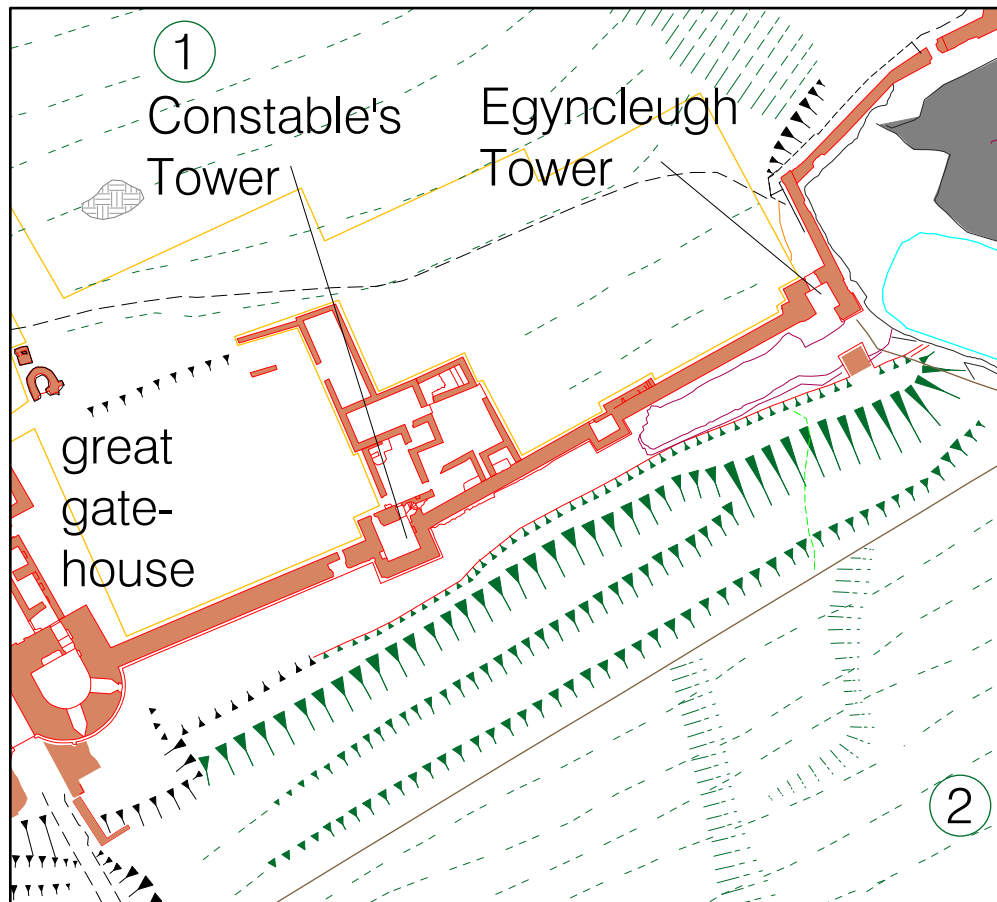 1
Constable's
Tower
Egyncleugh
Tower
great
gate-
house
2